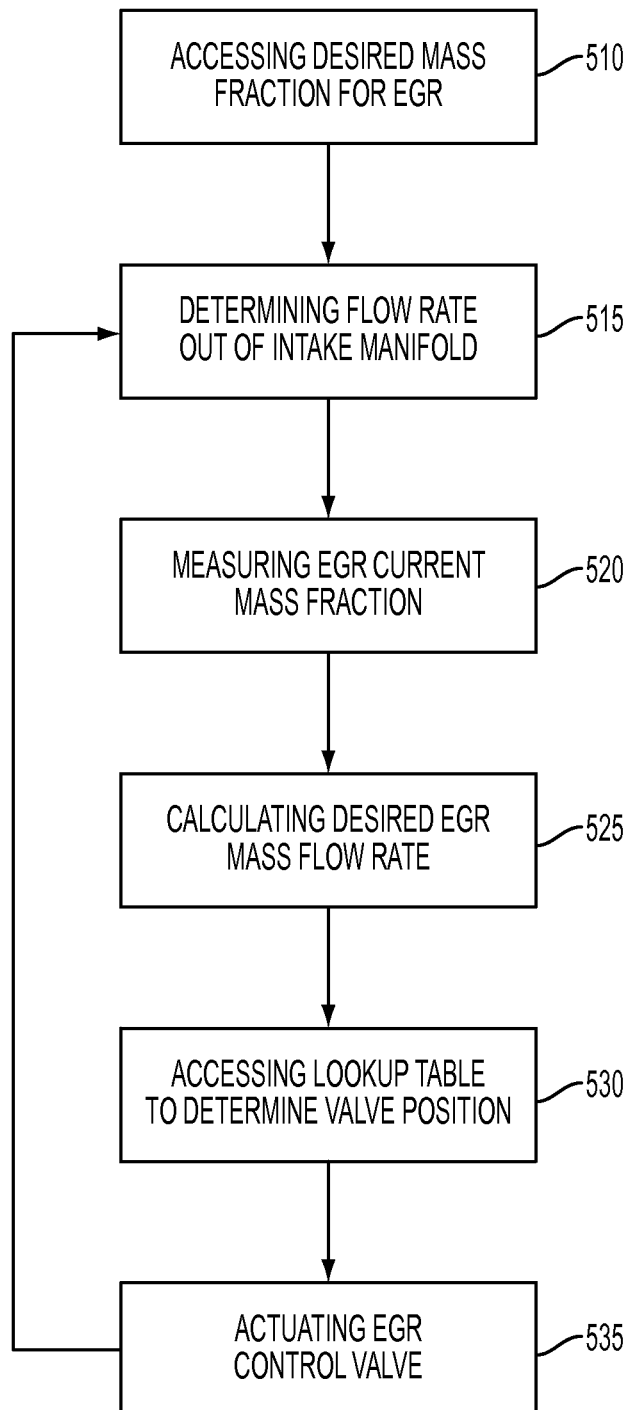 ACCESSING DESIRED MASS
FRACTION FOR EGR
510
DETERMINING FLOW RATE
OUT OF INTAKE MANIFOLD
515
MEASURING EGR CURRENT
MASS FRACTION
520
CALCULATING DESIRED EGR
MASS FLOW RATE
525
ACCESSING LOOKUP TABLE
TO DETERMINE VALVE POSITION
530
ACTUATING EGR
CONTROL VALVE
535